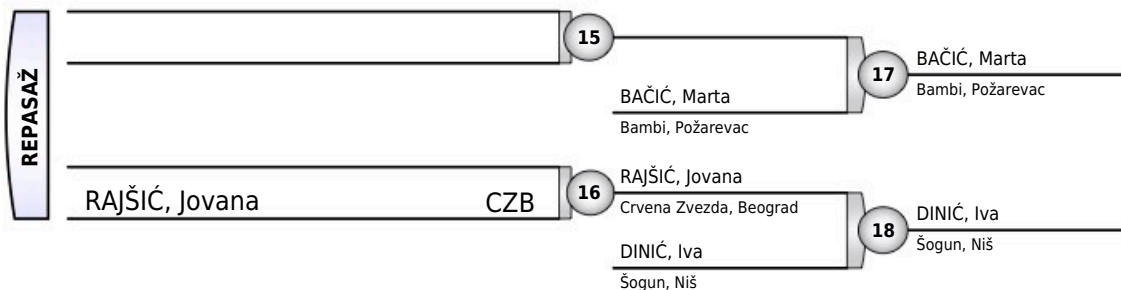 REPASAŽ
15
BAČIĆ, Marta
Bambi, Požarevac
17
BAČIĆ, Marta
Bambi, Požarevac
RAJŠIĆ, Jovana CZB
16
RAJŠIĆ, Jovana
Crvena Zvezda, Beograd
DINIĆ, Iva
Šogun, Niš
18
DINIĆ, Iva
Šogun, Niš